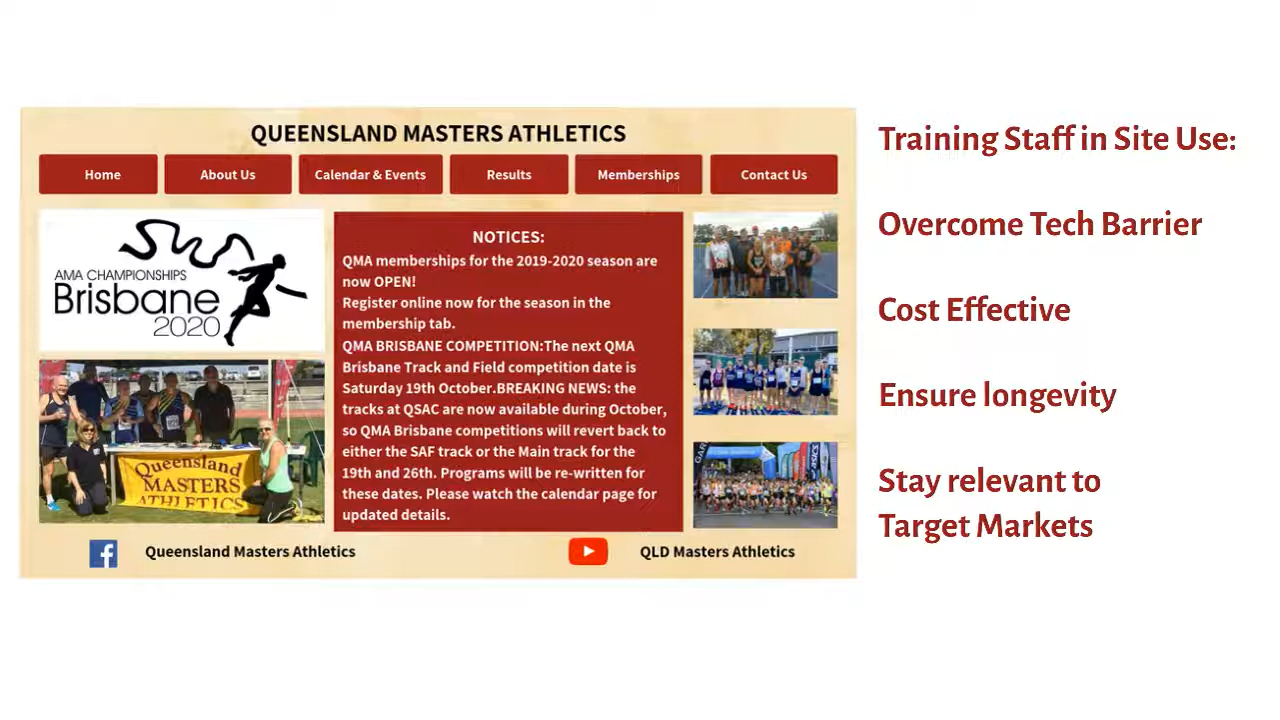 QUEENSLAND MASTERS ATHLETICS
Home
About Us
Calendar & Events
Results
Memberships
Contact Us
AMA CHAMPIONSHIPS
Brisbane
2020
Queensland
MASTERS
ATHLETICS
NOTICES:
QMA memberships for the 2019-2020 season are
now OPEN!
Register online now for the season in the
membership tab.
QMA BRISBANE COMPETITION:The next QMA
Brisbane Track and Field competition date is
Saturday 19th October.BREAKING NEWS: the
tracks at QSAC are now available during October,
so QMA Brisbane competitions will revert back to
either the SAF track or the Main track for the
19th and 26th. Programs will be re-written for
these dates. Please watch the calendar page for
updated details.
asics
Queensland Masters Athletics
QLD Masters Athletics
Training Staff in Site Use:
Overcome Tech Barrier
Cost Effective
Ensure longevity
Stay relevant to
Target Markets